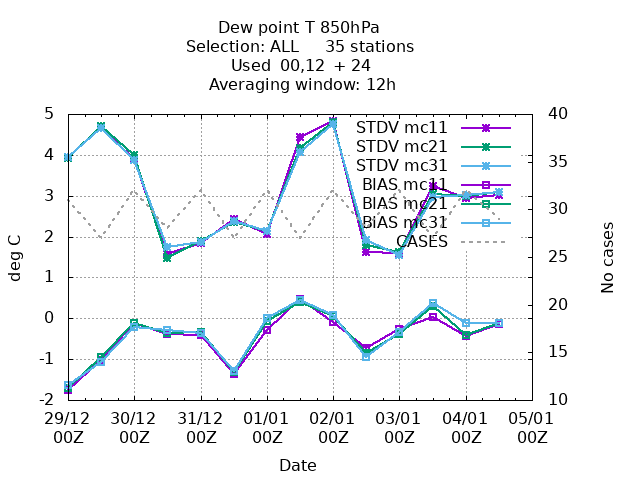 Dew point T 850hPa
Selection: ALL     35 stations
Used  00,12  + 24
Averaging window: 12h
5
4
3
2
1
0
-1
-2
deg C
40
35
30
25
20
15
10
No cases
STDV mc11
STDV mc21
STDV mc31
BIAS mc11
BIAS mc21
BIAS mc31
CASES
29/12 30/12 31/12 01/01 02/01 03/01 04/01 05/01
00Z 00Z 00Z 00Z 00Z 00Z 00Z 00Z
Date